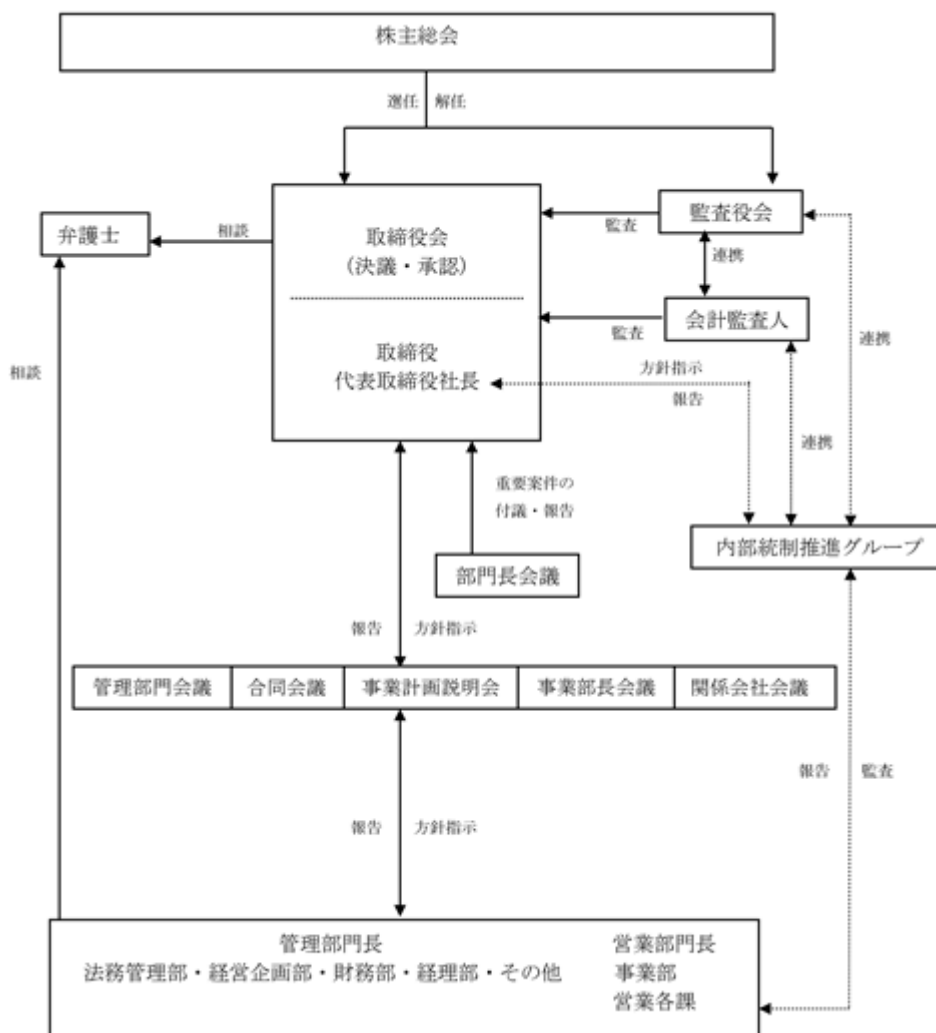 株主総会
選任 解任
監査役会
弁護士
相談
取締役会
(決議・承認)
監査
連携
会計監査人
監査
連携
相談
取締役
代表取締役社長
方針指示
報告
連携
重要案件の
付議・報告
内部統制推進グループ
部門長会議
報告 方針指示
管理部門会議 合同会議 事業計画説明会 事業部長会議 関係会社会議
報告 監査
報告 方針指示
管理部門長 営業部門長
法務管理部・経営企画部・財務部・経理部・その他 事業部
営業各課